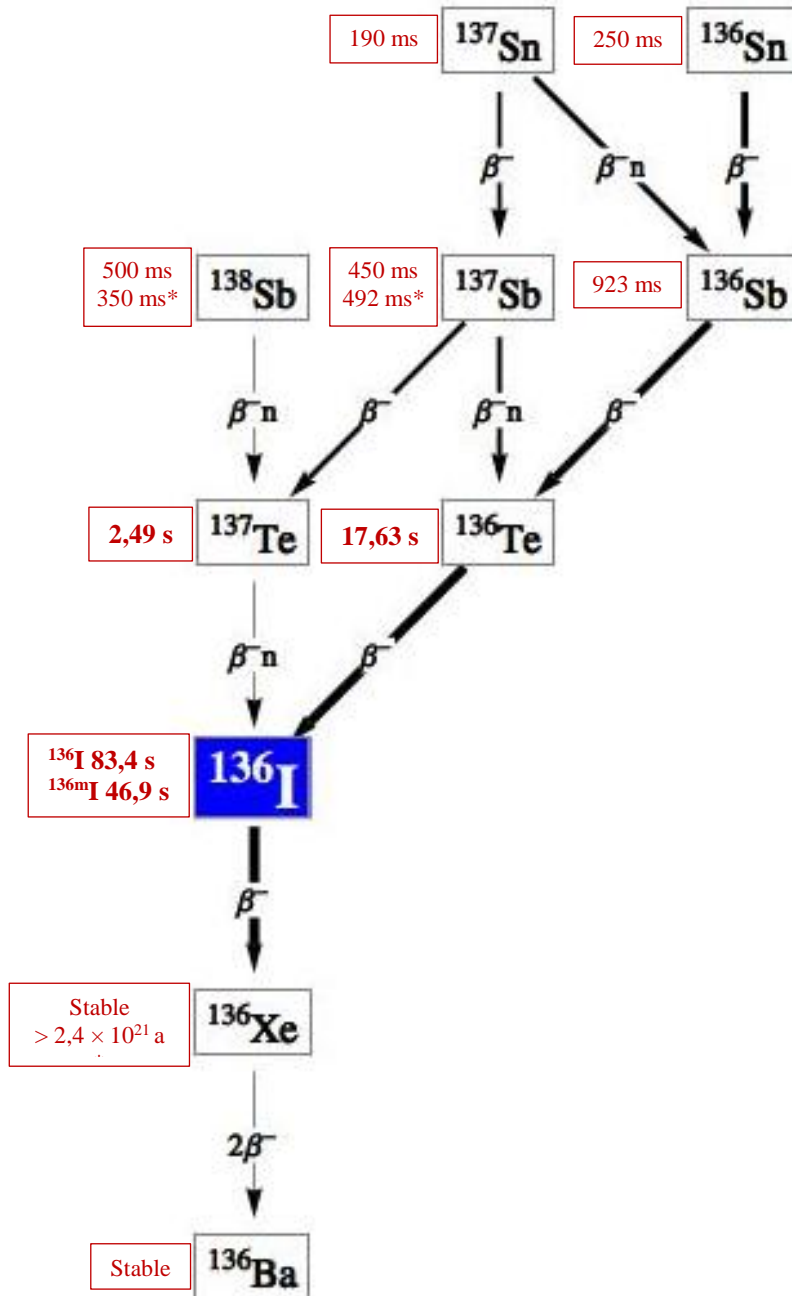 190 ms
¹³⁷Sn
250 ms
¹³⁶Sn
β⁻
β⁻n
β⁻
500 ms
350 ms*
¹³⁸Sb
450 ms
492 ms*
¹³⁷Sb
923 ms
¹³⁶Sb
β⁻n
β⁻
β⁻n
β⁻
2,49 s
¹³⁷Te
17,63 s
¹³⁶Te
β⁻n
β⁻
¹³⁶I 83,4 s
¹³⁶ᵐI 46,9 s
¹³⁶I
β⁻
Stable
> 2,4 × 10²¹ a
.
¹³⁶Xe
2β⁻
Stable
¹³⁶Ba